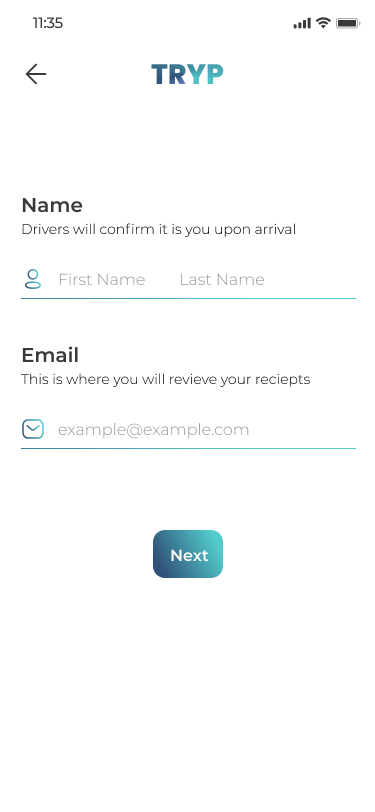 11:35
TRYP
Name
Drivers will confirm it is you upon arrival
First Name Last Name
Email
This is where you will revieve your reciepts
example@example.com
Next